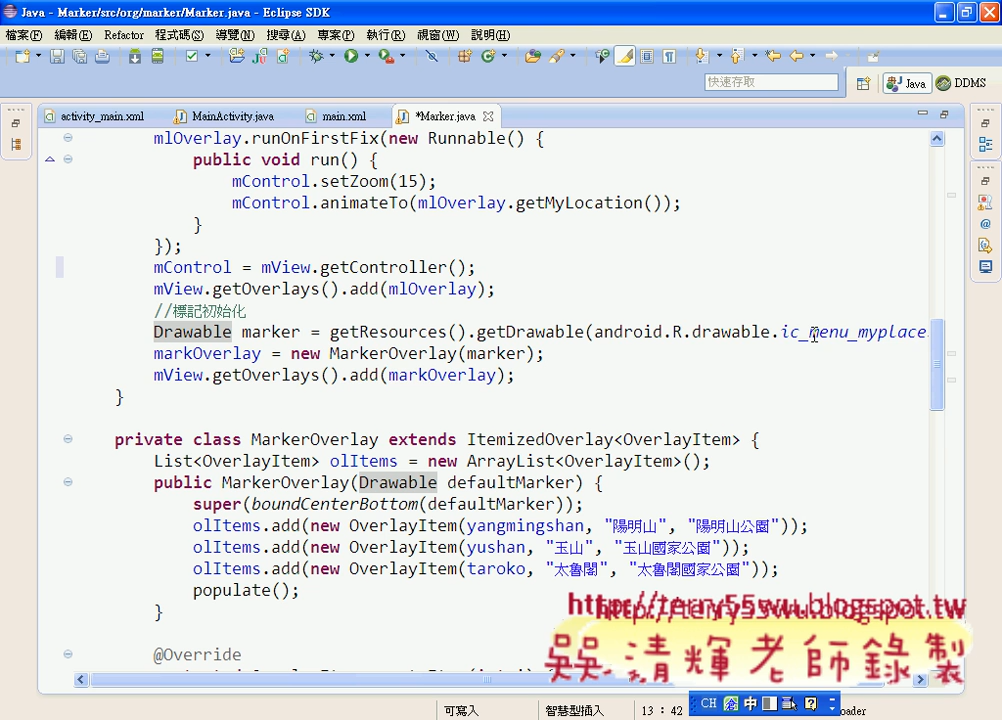 Java - Marker/src/org/marker/Marker.java - Eclipse SDK
檔案(F) 編輯(E) Refactor 程式碼(S) 導覽(N) 搜尋(A) 專案(P) 執行(R) 視窗(W) 說明(H)
快速存取 Java DDMS
activity_main.xml MainActivity.java main.xml *Marker.java
mlOverlay.runOnFirstFix(new Runnable() {
public void run() {
mControl.setZoom(15);
mControl.animateTo(mlOverlay.getMyLocation());
}
});
mControl = mView.getController();
mView.getOverlays().add(mlOverlay);
//標記初始化
Drawable marker = getResources().getDrawable(android.R.drawable.ic_menu_myplace
markOverlay = new MarkerOverlay(marker);
mView.getOverlays().add(markOverlay);
}
private class MarkerOverlay extends ItemizedOverlay<OverlayItem> {
List<OverlayItem> olItems = new ArrayList<OverlayItem>();
public MarkerOverlay(Drawable defaultMarker) {
super(boundCenterBottom(defaultMarker));
olItems.add(new OverlayItem(yangmingshan, "陽明山", "陽明山公園"));
olItems.add(new OverlayItem(yushan, "玉山", "玉山國家公園"));
olItems.add(new OverlayItem(taroko, "太魯閣", "太魯閣國家公園"));
populate();
}
http://terry55wu.blogspot.tw
吳清輝老師錄製
@Override
可寫入 智慧型插入 13 : 42 CH 中 oader